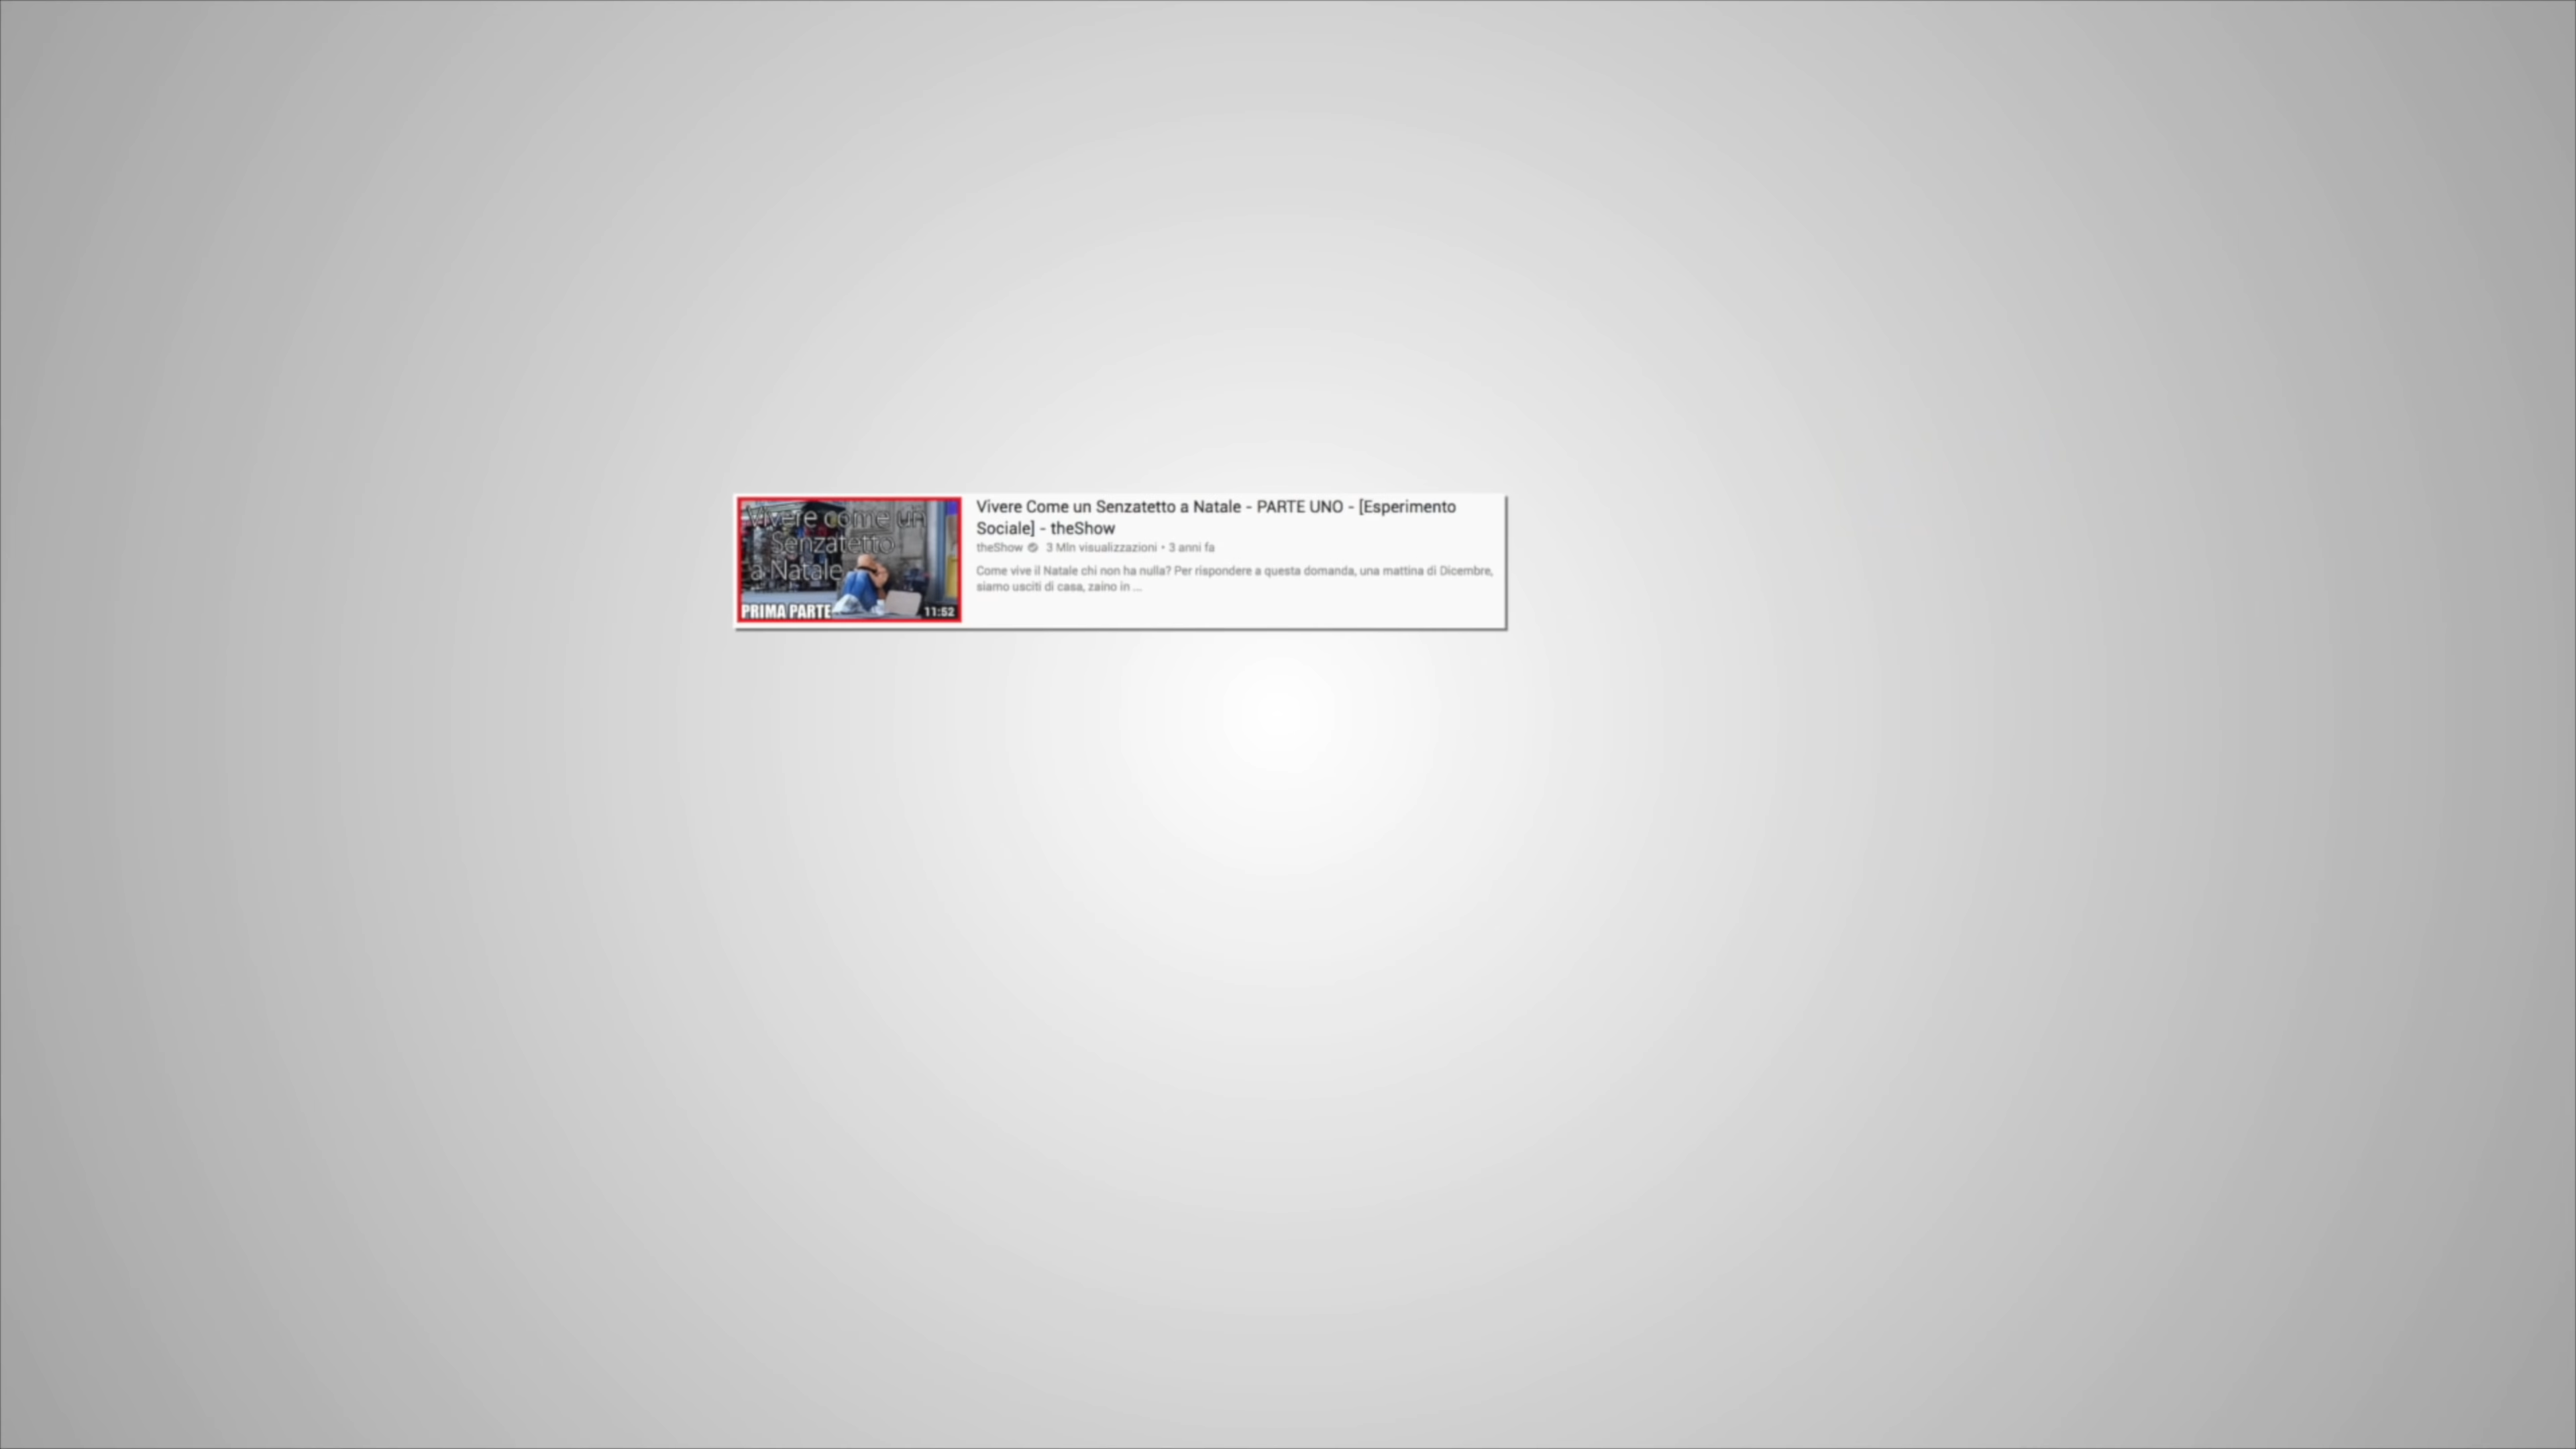 Vivere come un
Senzatetto
a Natale
PRIMA PARTE
11:52
Vivere Come un Senzatetto a Natale - PARTE UNO - [Esperimento
Sociale] - theShow
theShow 3 Mln visualizzazioni • 3 anni fa
Come vive il Natale chi non ha nulla? Per rispondere a questa domanda, una mattina di Dicembre,
siamo usciti di casa, zaino in ...